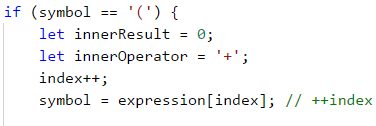 if (symbol == '(') {
    let innerResult = 0;
    let innerOperator = '+';
    index++;
    symbol = expression[index]; // ++index